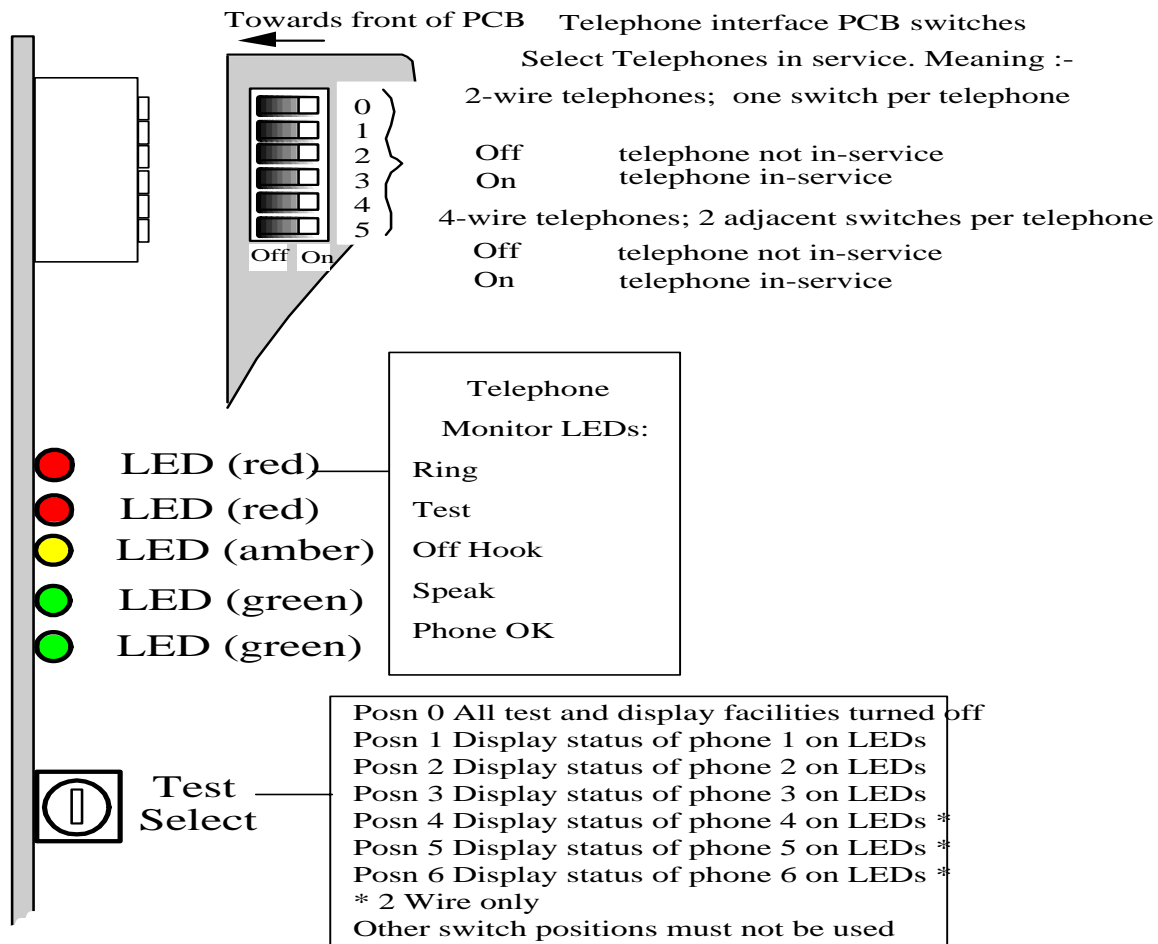 Towards front of PCB
Telephone interface PCB switches
Select Telephones in service. Meaning :-
2-wire telephones; one switch per telephone
0
1
2
3
4
5
Off On
Off telephone not in-service
On telephone in-service
4-wire telephones; 2 adjacent switches per telephone
Off telephone not in-service
On telephone in-service
LED (red)
LED (red)
LED (amber)
LED (green)
LED (green)
Telephone
Monitor LEDs:
Ring
Test
Off Hook
Speak
Phone OK
Test
Select
Posn 0 All test and display facilities turned off
Posn 1 Display status of phone 1 on LEDs
Posn 2 Display status of phone 2 on LEDs
Posn 3 Display status of phone 3 on LEDs
Posn 4 Display status of phone 4 on LEDs *
Posn 5 Display status of phone 5 on LEDs *
Posn 6 Display status of phone 6 on LEDs *
* 2 Wire only
Other switch positions must not be used